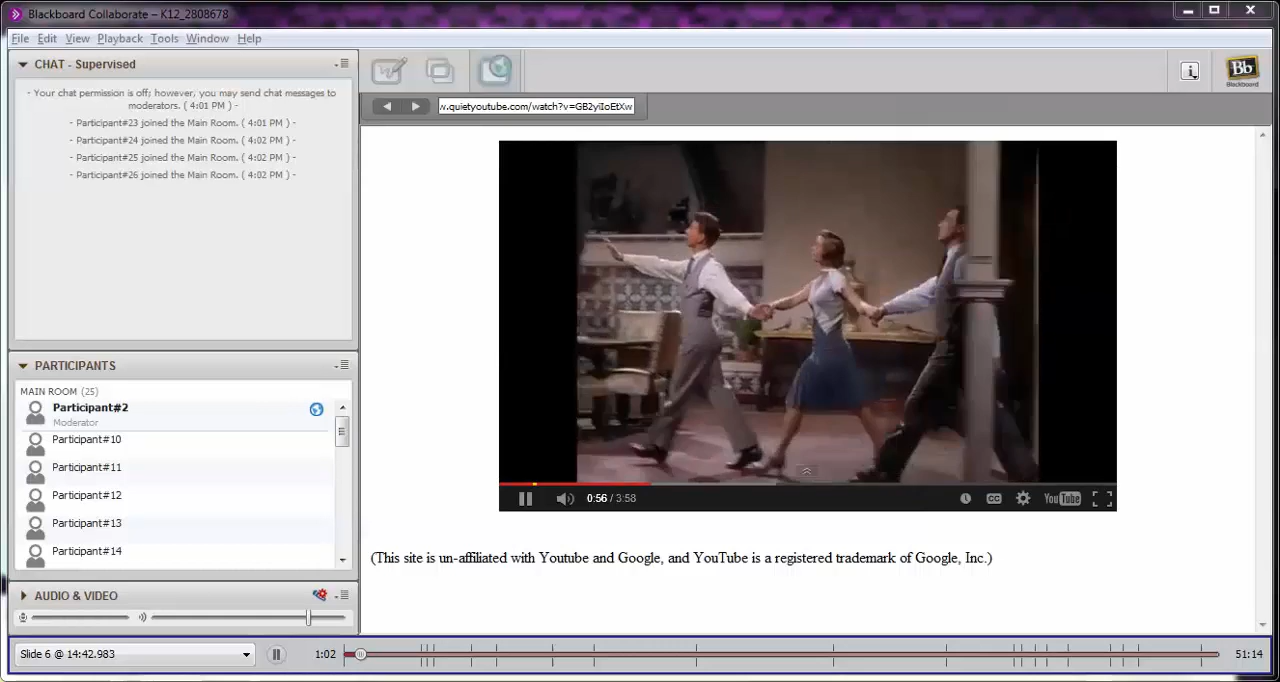 Blackboard Collaborate – K12_2808678
File Edit View Playback Tools Window Help
CHAT - Supervised
- Your chat permission is off; however, you may send chat messages to
moderators. ( 4:01 PM ) -
- Participant#23 joined the Main Room. ( 4:01 PM ) -
- Participant#24 joined the Main Room. ( 4:02 PM ) -
- Participant#25 joined the Main Room. ( 4:02 PM ) -
- Participant#26 joined the Main Room. ( 4:02 PM ) -
PARTICIPANTS
MAIN ROOM (25)
Participant#2
Moderator
Participant#10
Participant#11
Participant#12
Participant#13
Participant#14
AUDIO & VIDEO
Bb
Blackboard
w.quietyoutube.com/watch?v=GB2yiIoEtXw
0:56 / 3:58
CC
YouTube
(This site is un-affiliated with Youtube and Google, and YouTube is a registered trademark of Google, Inc.)
Slide 6 @ 14:42.983
1:02
51:14